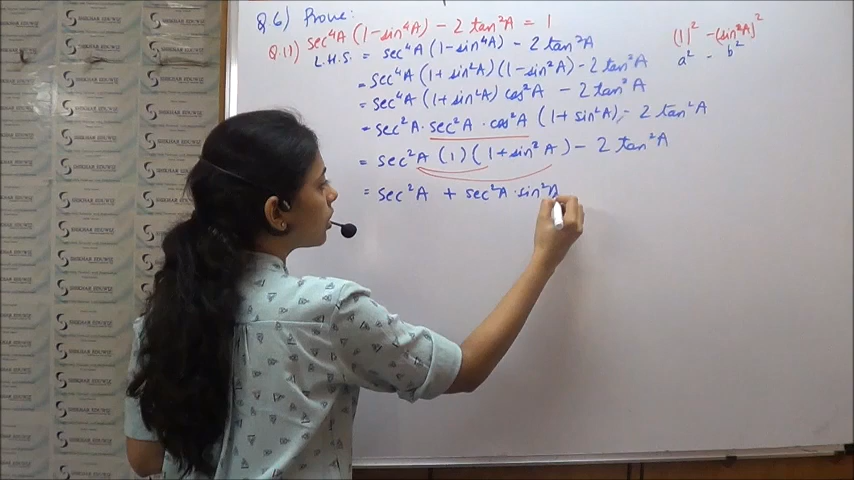 Q 6) Prove:
Q.(1) sec⁴A (1-sin⁴A) - 2 tan²A = 1
L.H.S. = sec⁴A (1-sin⁴A) - 2 tan²A
= sec⁴A (1+sin²A)(1-sin²A) - 2 tan²A
= sec⁴A (1+sin²A) cos²A - 2 tan²A
= sec²A · sec²A · cos²A (1+ sin²A) - 2 tan²A
= sec²A (1) (1+sin²A) - 2 tan²A
= sec²A + sec²A · sin²A
(1)² - (sin²A)²
a² - b²
SHIKHAR EDUWIZ